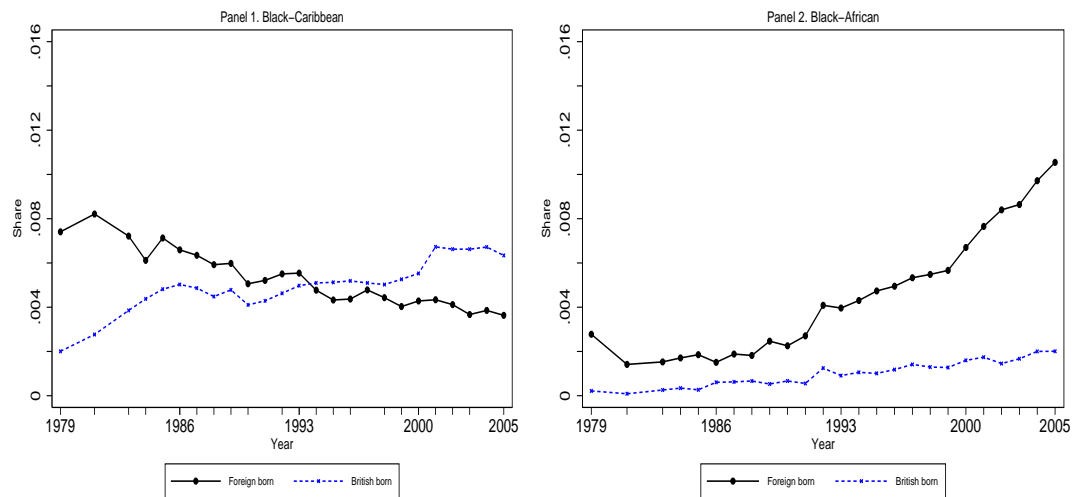 Panel 1. Black−Caribbean
.016
.012
.008
.004
0
Share
1979 1986 1993 2000 2005
Year
Foreign born British born
Panel 2. Black−African
.016
.012
.008
.004
0
Share
1979 1986 1993 2000 2005
Year
Foreign born British born